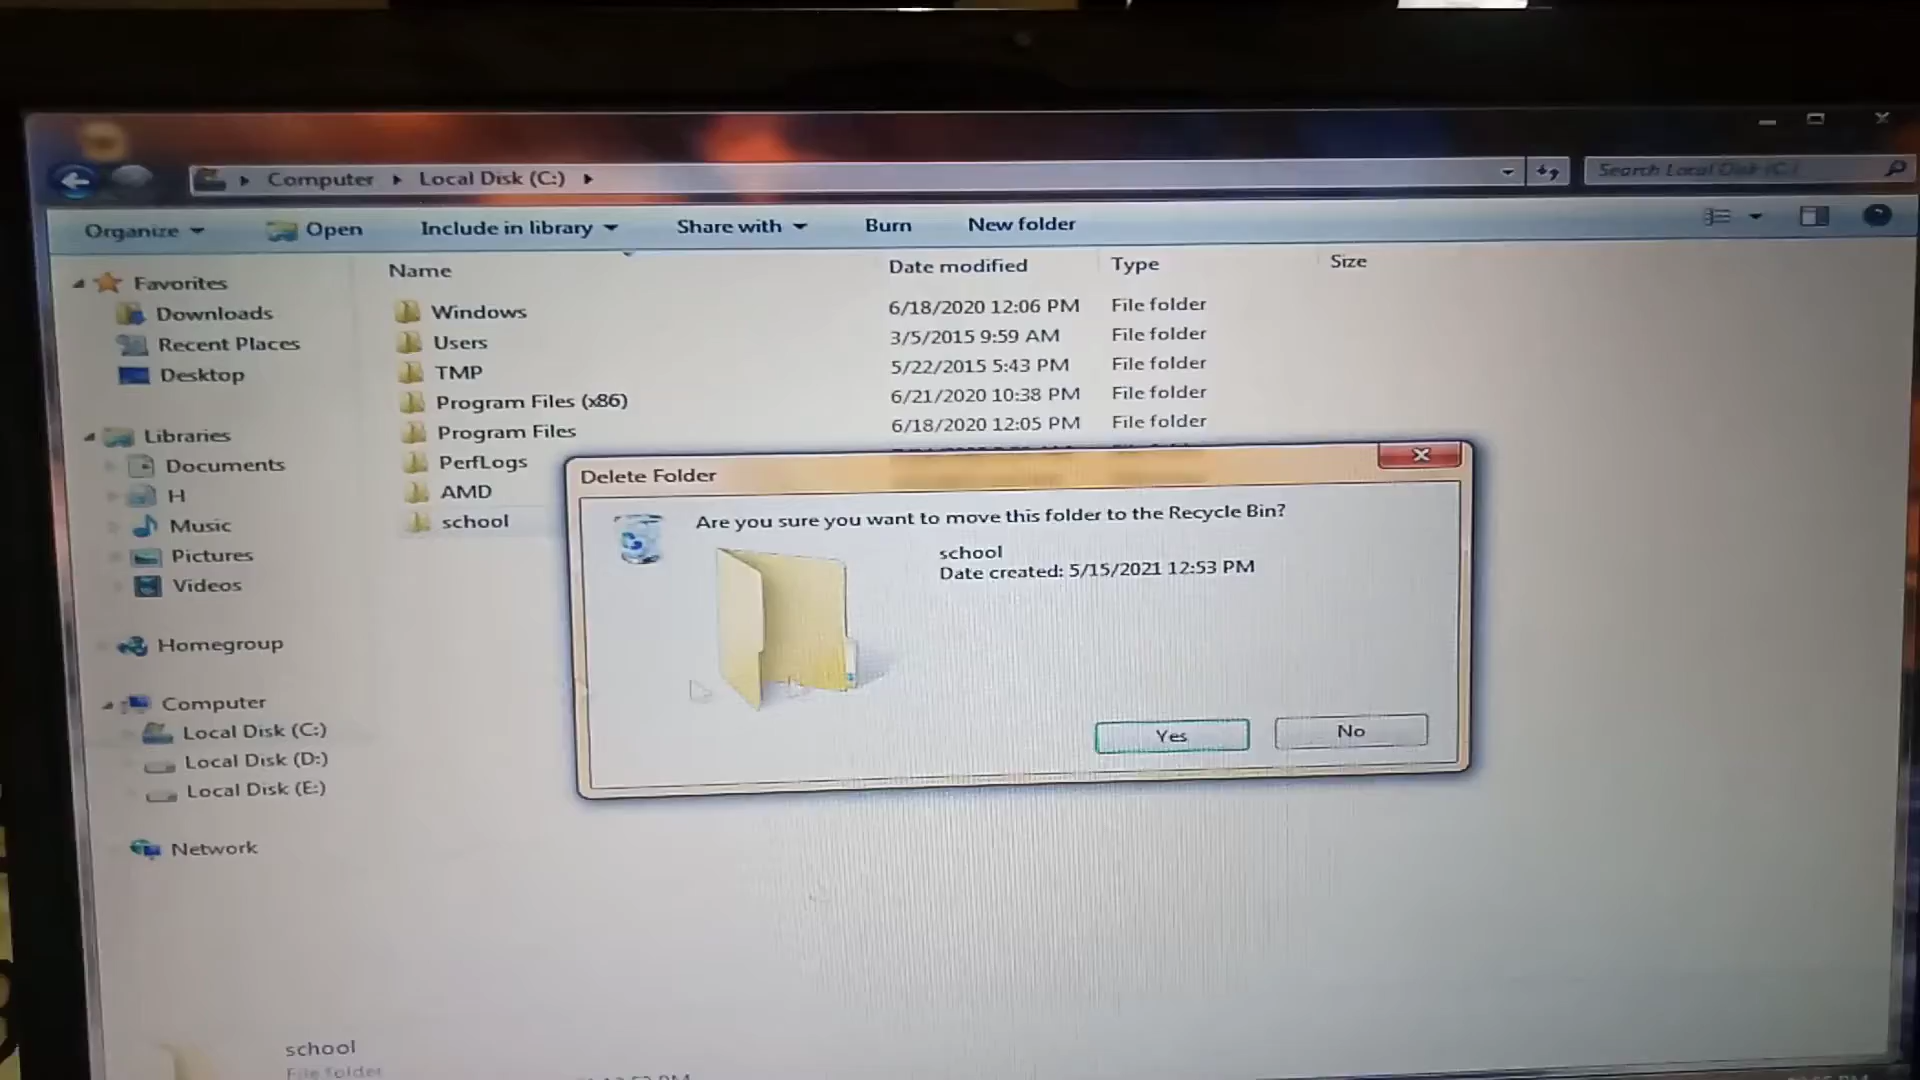 Computer ▸ Local Disk (C:) ▸
Search Local Disk (C:)
Organize Open Include in library Share with Burn New folder
Name Date modified Type Size
Favorites
Downloads
Recent Places
Desktop
Libraries
Documents
H
Music
Pictures
Videos
Homegroup
Computer
Local Disk (C:)
Local Disk (D:)
Local Disk (E:)
Network
Windows 6/18/2020 12:06 PM File folder
Users 3/5/2015 9:59 AM File folder
TMP 5/22/2015 5:43 PM File folder
Program Files (x86) 6/21/2020 10:38 PM File folder
Program Files 6/18/2020 12:05 PM File folder
PerfLogs
AMD
school
Delete Folder
Are you sure you want to move this folder to the Recycle Bin?
school
Date created: 5/15/2021 12:53 PM
Yes No
school
File folder